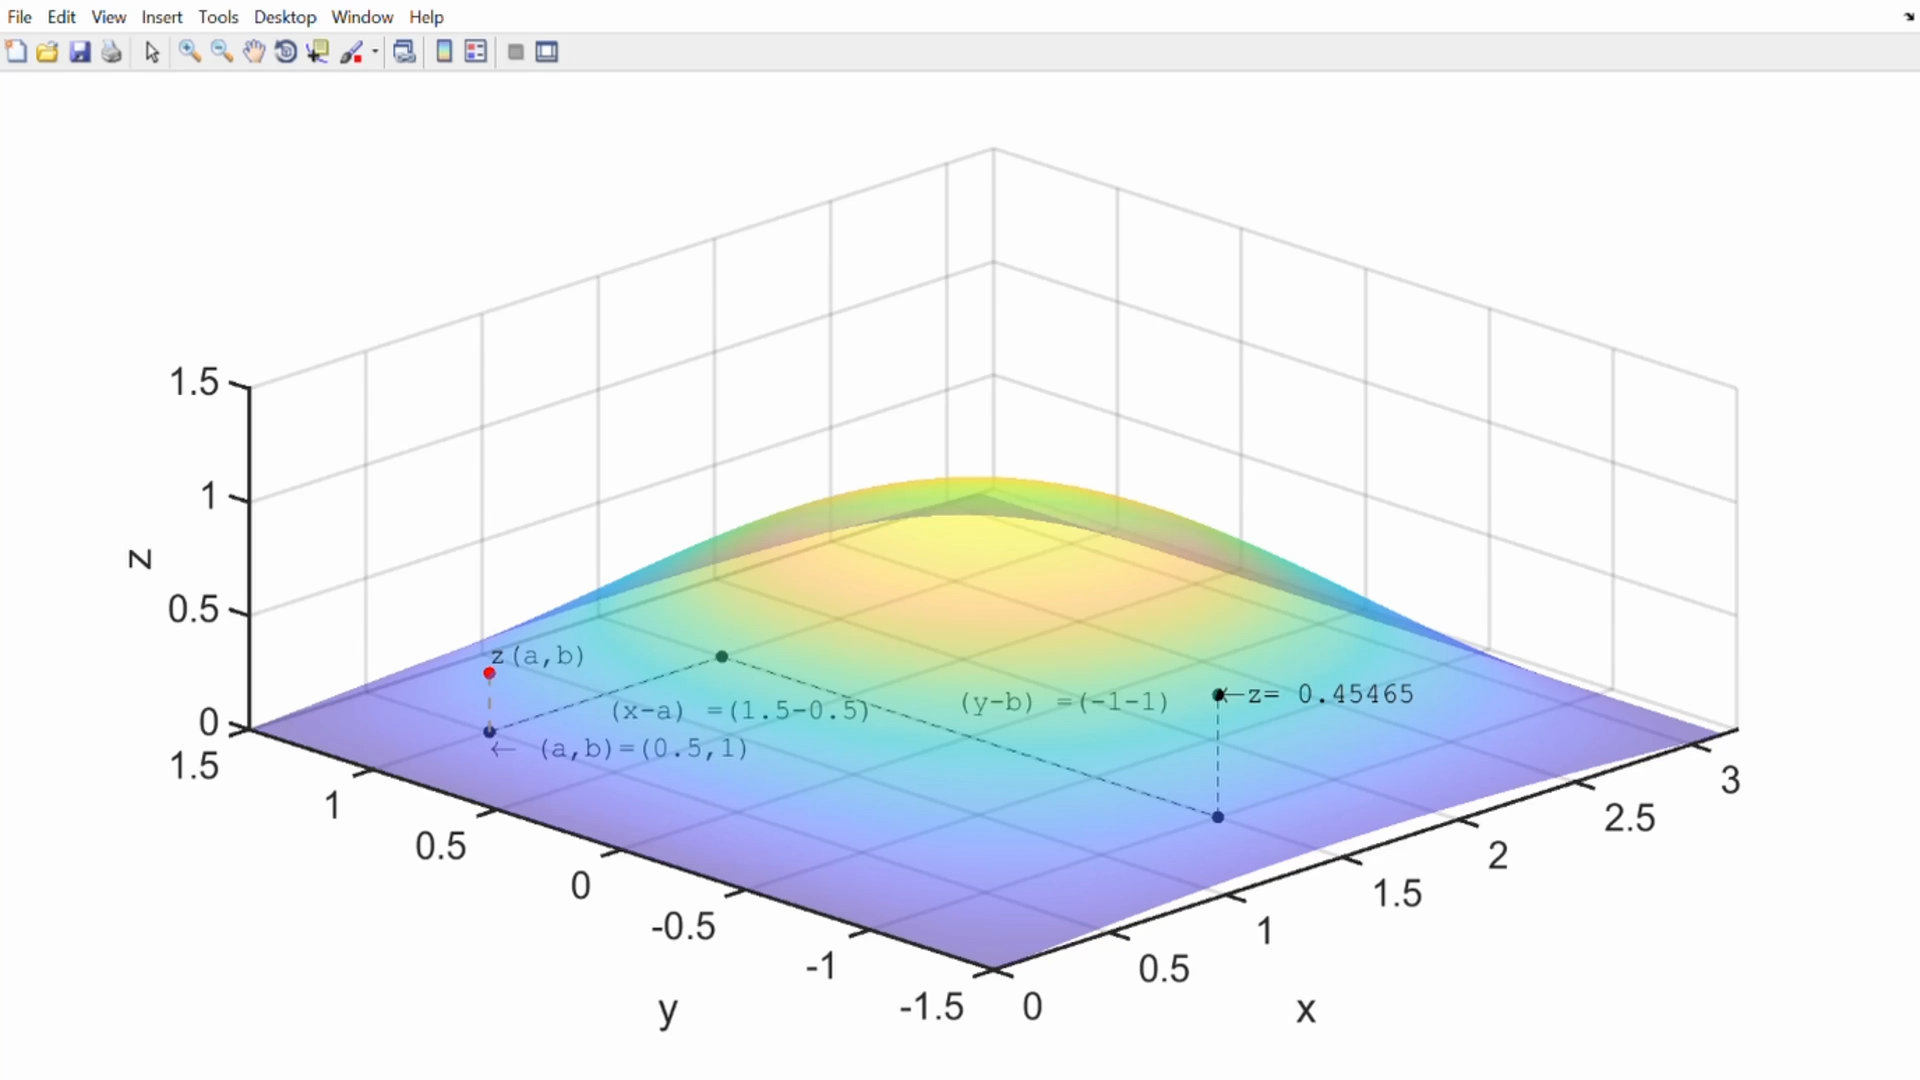 File Edit View Insert Tools Desktop Window Help
1.5
1
0.5
0
z
z(a,b)
(x-a) =(1.5-0.5)
(y-b) =(-1-1)
←z= 0.45465
← (a,b)=(0.5,1)
1.5
1
0.5
0
-0.5
-1
-1.5
y
0
0.5
1
1.5
2
2.5
3
x